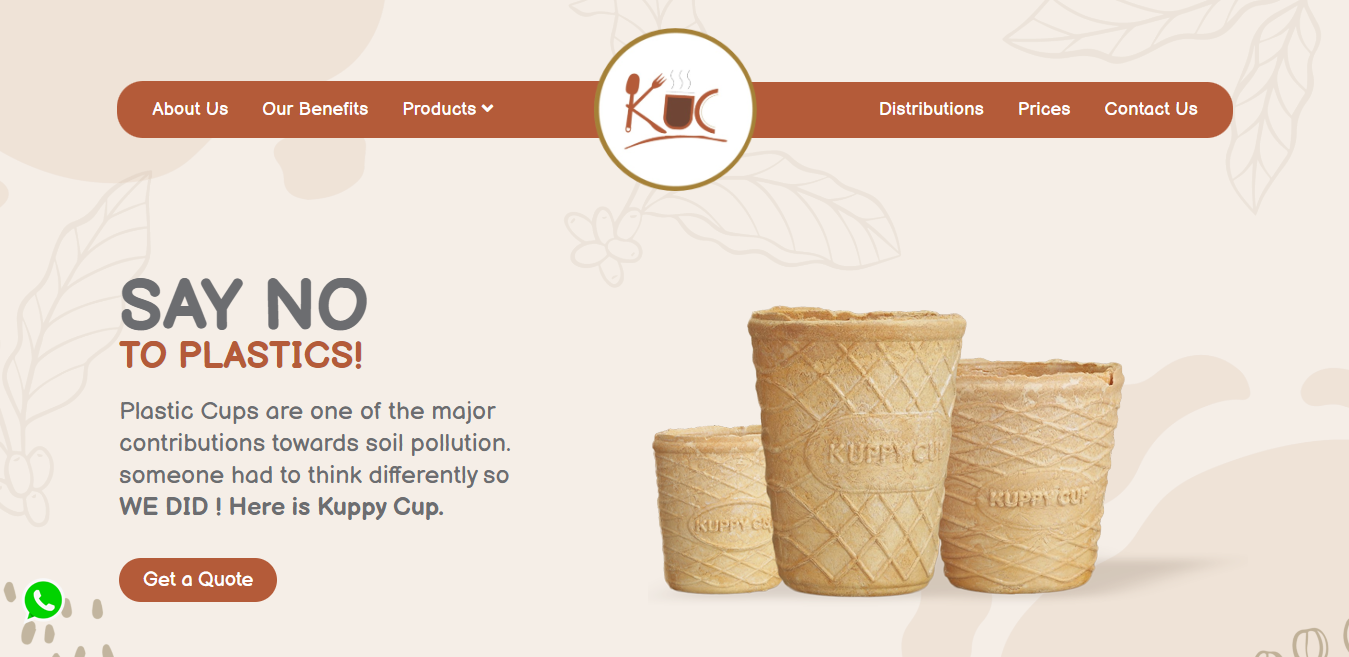 About Us Our Benefits Products
KUC
Distributions Prices Contact Us
SAY NO
TO PLASTICS!
Plastic Cups are one of the major
contributions towards soil pollution.
someone had to think differently so
WE DID ! Here is Kuppy Cup.
Get a Quote
KUPPY CUP
KUPPY CUP
KUPPY CUP